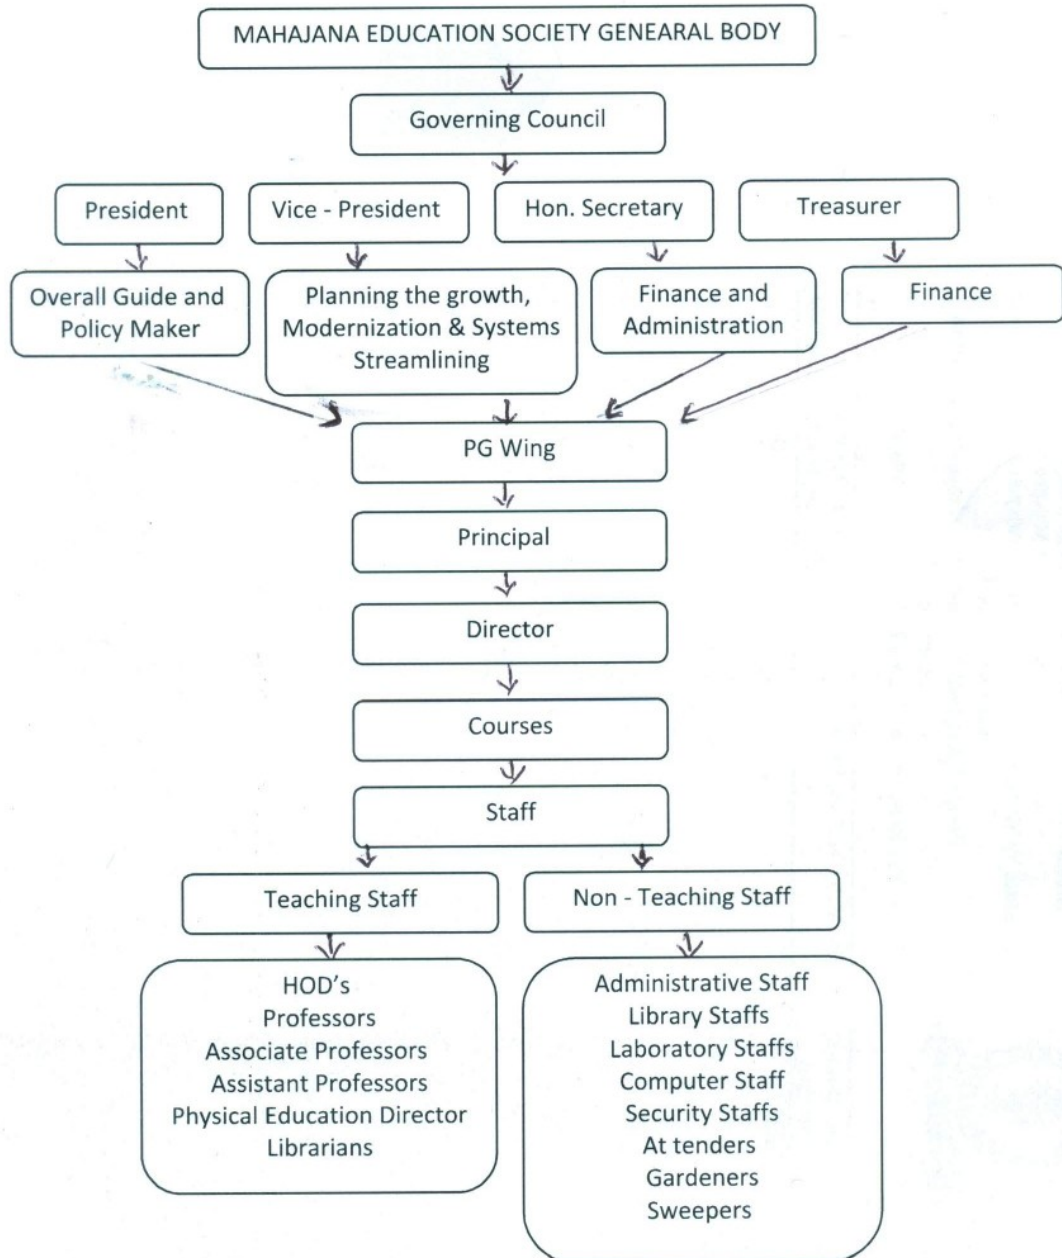 MAHAJANA EDUCATION SOCIETY GENEARAL BODY
Governing Council
President
Vice - President
Hon. Secretary
Treasurer
Overall Guide and
Policy Maker
Planning the growth,
Modernization & Systems
Streamlining
Finance and
Administration
Finance
PG Wing
Principal
Director
Courses
Staff
Teaching Staff
Non - Teaching Staff
HOD's
Professors
Associate Professors
Assistant Professors
Physical Education Director
Librarians
Administrative Staff
Library Staffs
Laboratory Staffs
Computer Staff
Security Staffs
At tenders
Gardeners
Sweepers